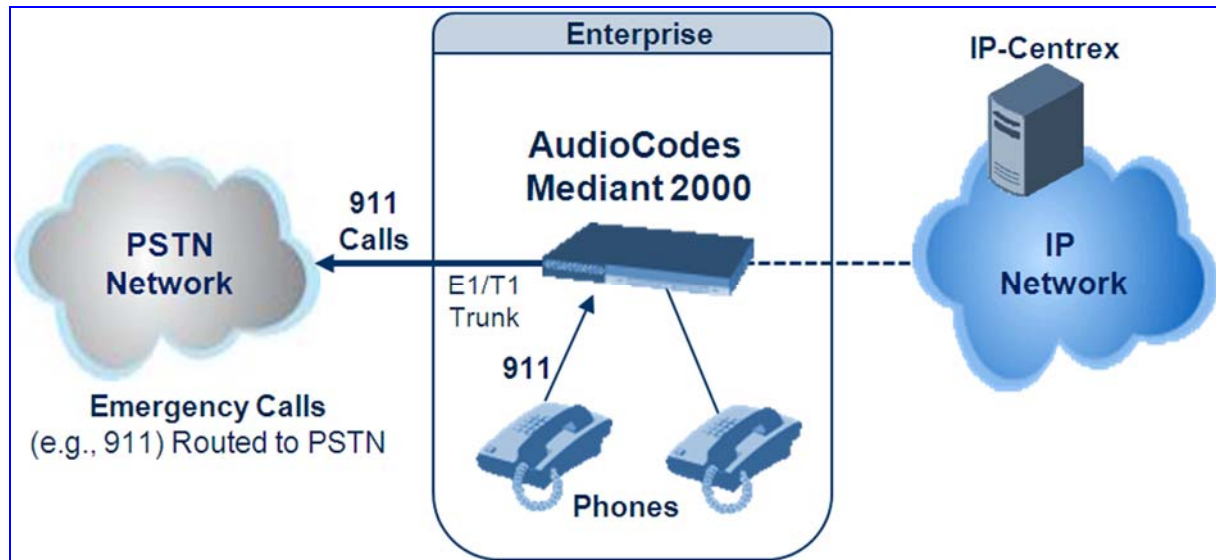 Enterprise
IP-Centrex
AudioCodes
Mediant 2000
911
Calls
PSTN
Network
IP
Network
E1/T1
Trunk
911
Emergency Calls
(e.g., 911) Routed to PSTN
Phones